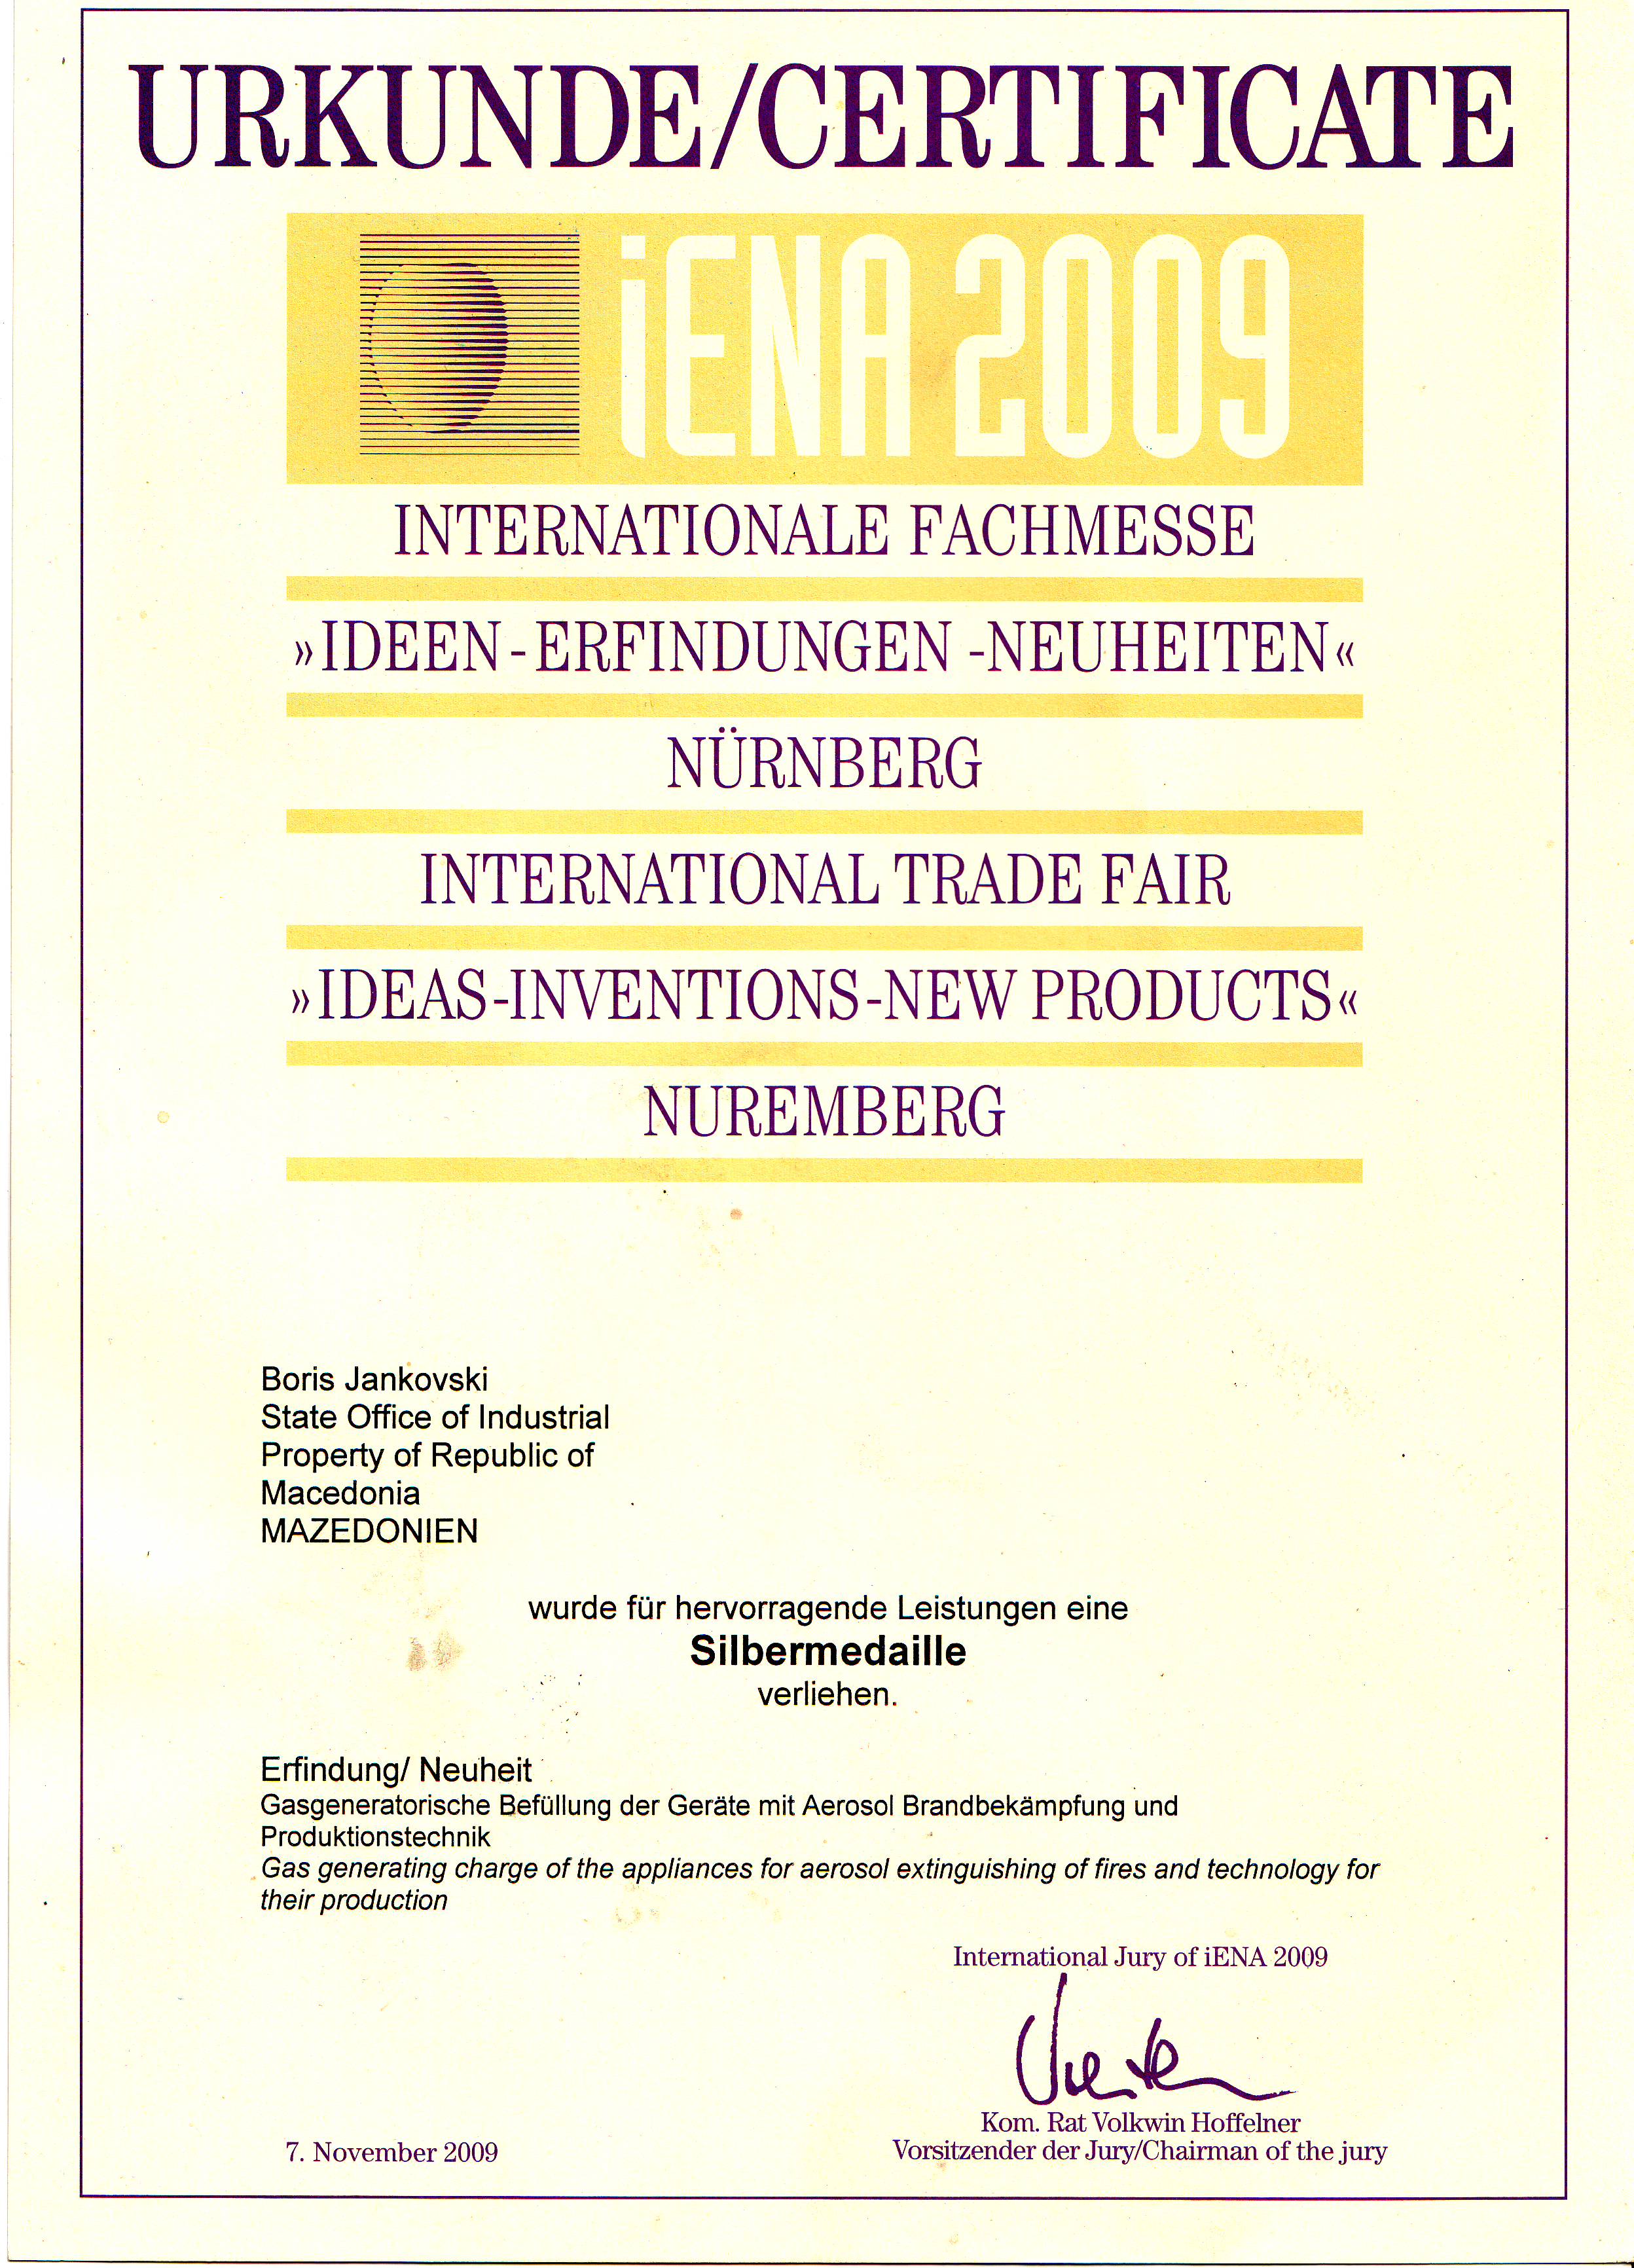 URKUNDE/CERTIFICATE
iENA 2009
INTERNATIONALE FACHMESSE
»IDEEN-ERFINDUNGEN-NEUHEITEN«
NÜRNBERG
INTERNATIONAL TRADE FAIR
»IDEAS-INVENTIONS-NEW PRODUCTS«
NUREMBERG
Boris Jankovski
State Office of Industrial
Property of Republic of
Macedonia
MAZEDONIEN
wurde für hervorragende Leistungen eine
Silbermedaille
verliehen.
Erfindung/ Neuheit
Gasgeneratorische Befüllung der Geräte mit Aerosol Brandbekämpfung und
Produktionstechnik
Gas generating charge of the appliances for aerosol extinguishing of fires and technology for
their production
International Jury of iENA 2009
Kom. Rat Volkwin Hoffelner
7. November 2009
Vorsitzender der Jury/Chairman of the jury